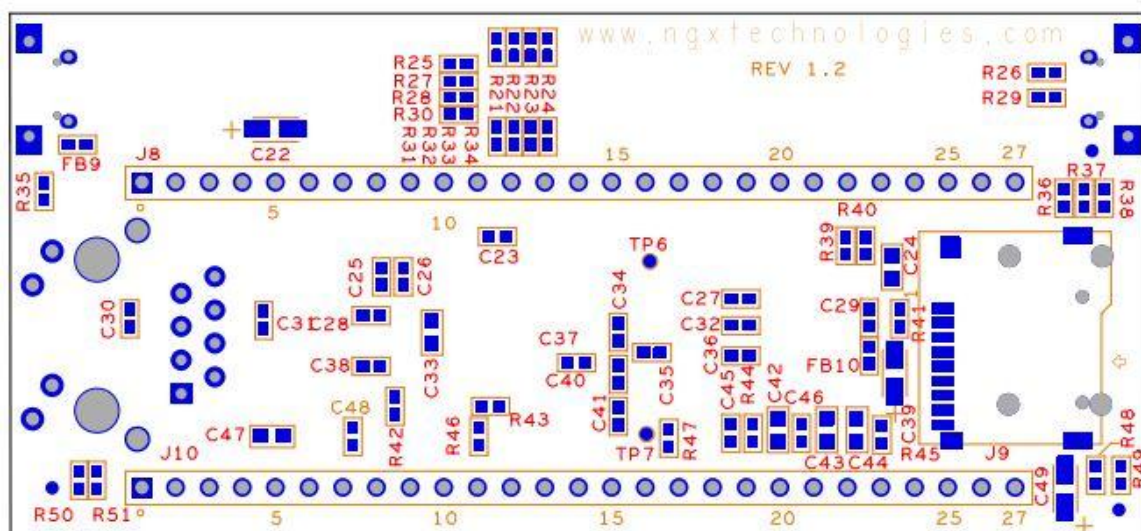 www.ngxtechnologies.com
REV 1.2
R25
R27
R28
R30
R21
R22
R23
R24
R26
R29
R31
R32
R33
R34
FB9
C22
J8
15
20
25
27
R35
5
10
R36
R37
R38
R39
R40
C24
TP6
C23
C25
C26
C34
C27
C29
R41
1
C30
C31
C28
C32
C33
C37
C35
C36
FB10
C38
C40
C45
R44
C42
C46
C39
C48
C41
R43
R42
R46
R47
C47
TP7
C43
C44
R45
J9
R48
J10
C49
R49
R50
R51
5
10
15
20
25
27